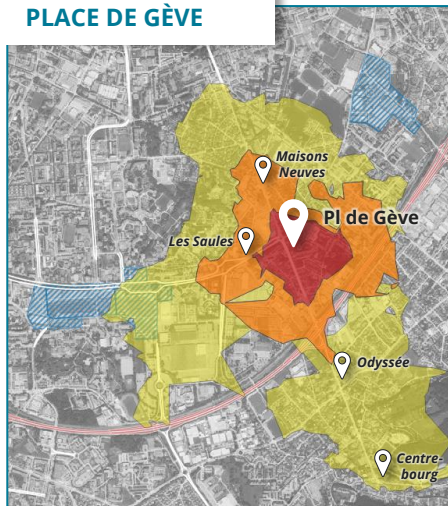 PLACE DE GÈVE
Maisons
Neuves
Pl de Gève
Les Saules
Odyssée
Centre-
bourg